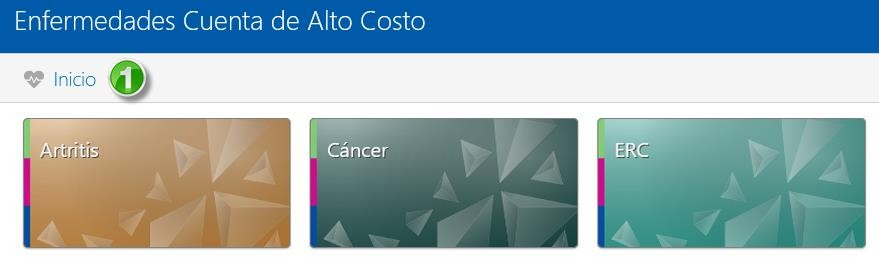 Enfermedades Cuenta de Alto Costo
Inicio 1
Artritis
Cáncer
ERC